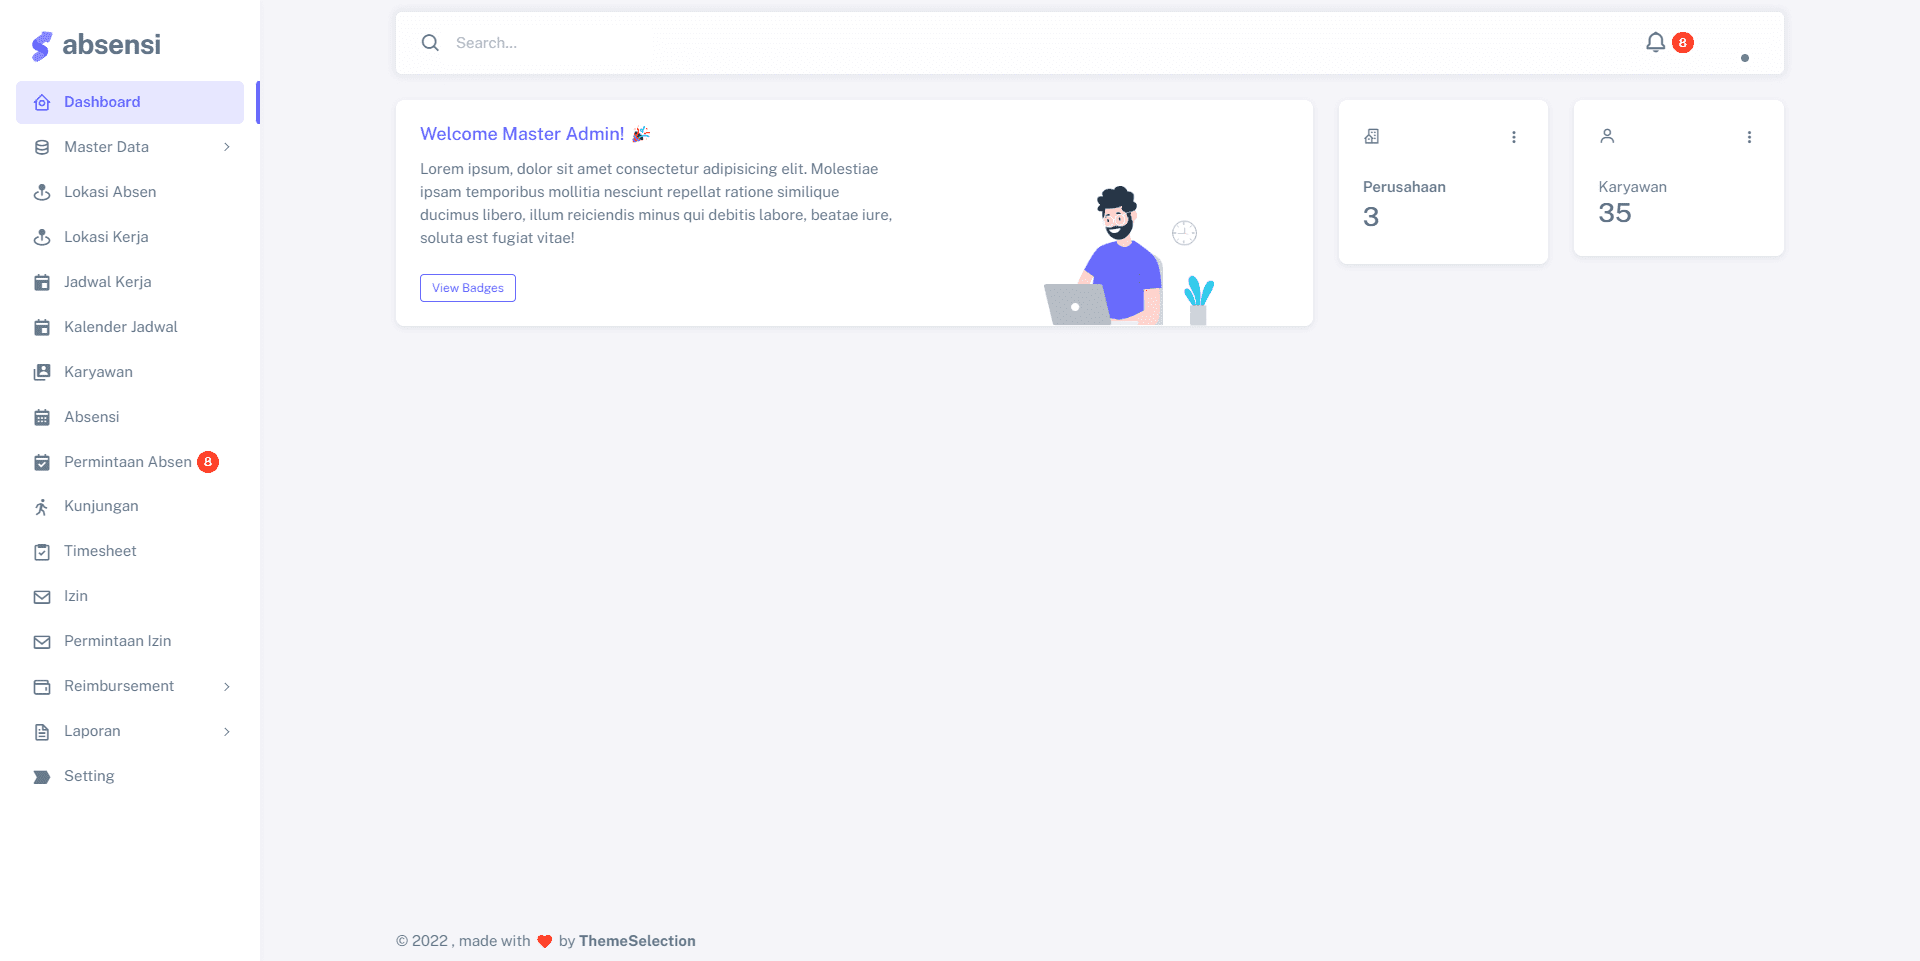 absensi
Dashboard
Master Data
Lokasi Absen
Lokasi Kerja
Jadwal Kerja
Kalender Jadwal
Karyawan
Absensi
Permintaan Absen 8
Kunjungan
Timesheet
Izin
Permintaan Izin
Reimbursement
Laporan
Setting
Search...
8
Welcome Master Admin! 🎉
Lorem ipsum, dolor sit amet consectetur adipisicing elit. Molestiae
ipsam temporibus mollitia nesciunt repellat ratione similique
ducimus libero, illum reiciendis minus qui debitis labore, beatae iure,
soluta est fugiat vitae!
View Badges
Perusahaan
3
Karyawan
35
© 2022 , made with ❤️ by ThemeSelection